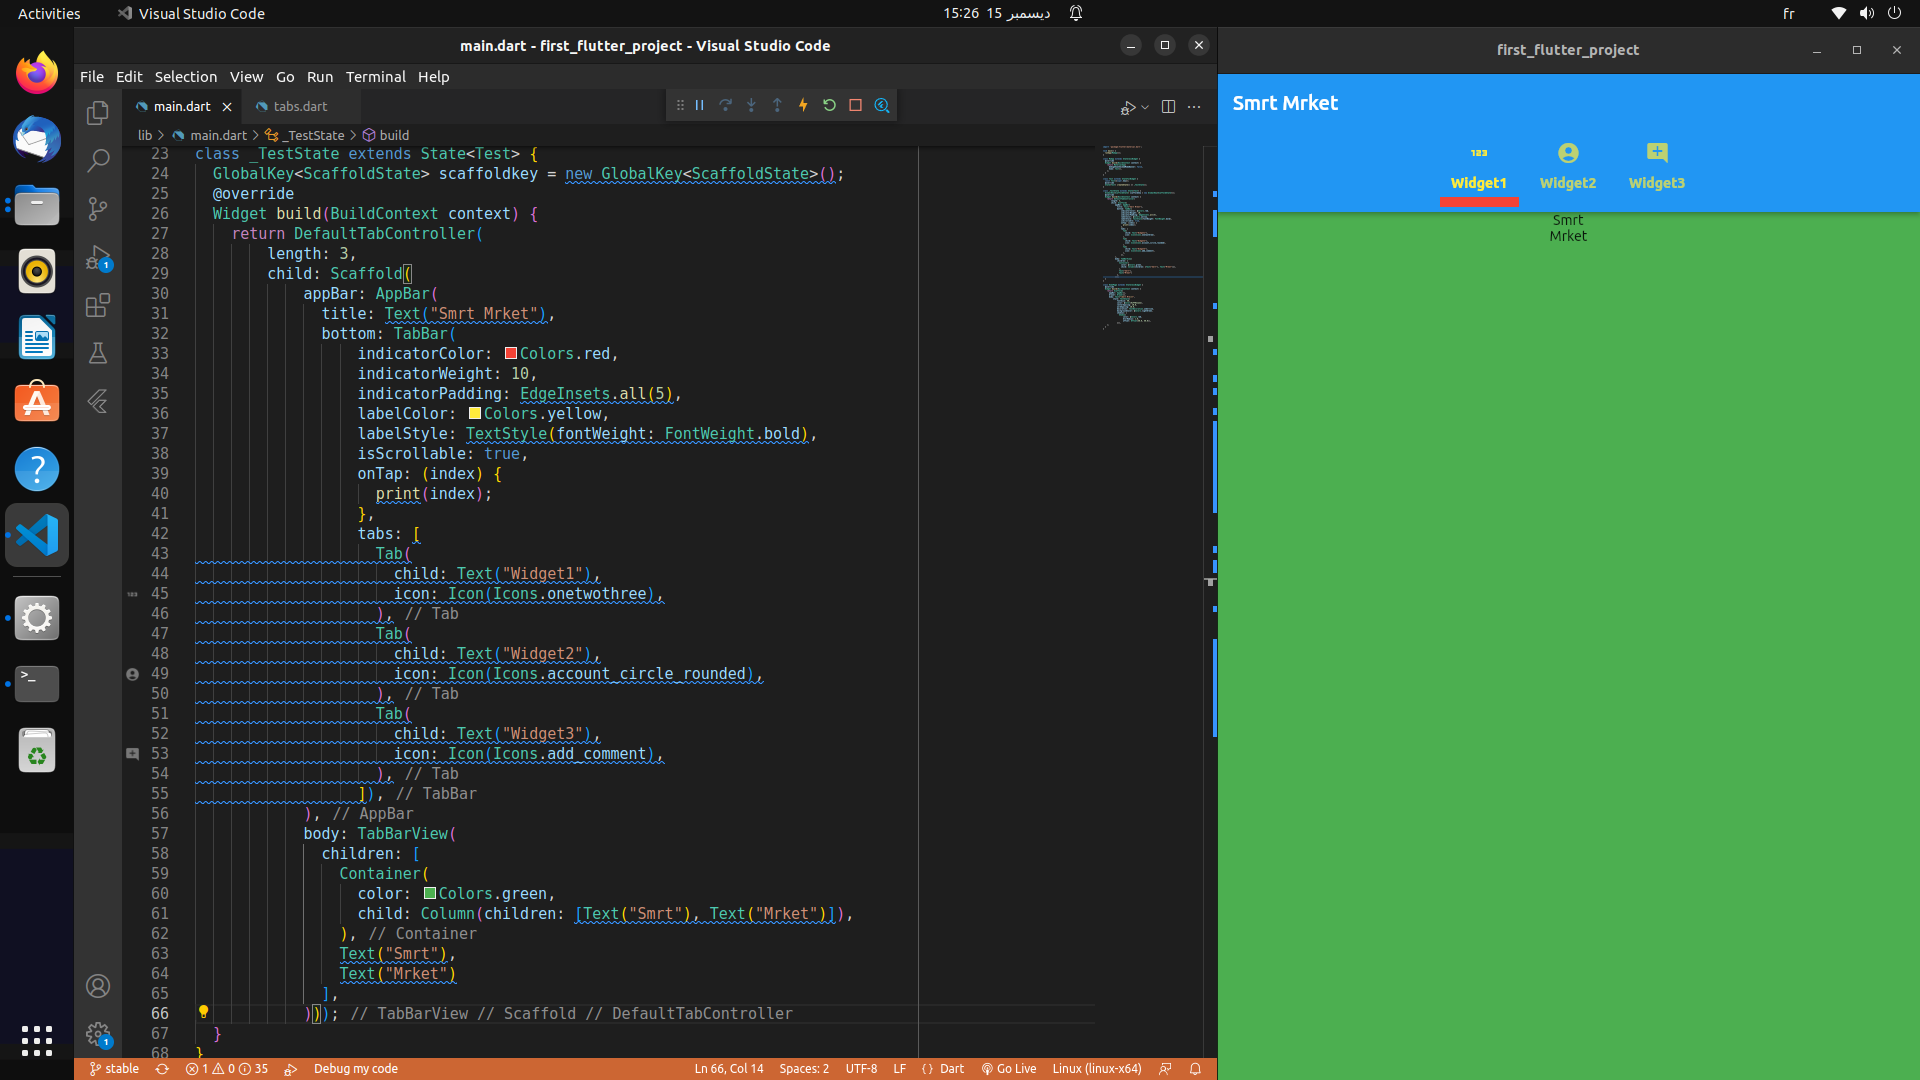 Activities
Visual Studio Code
15:26 15 ديسمبر
fr
main.dart - first_flutter_project - Visual Studio Code
File Edit Selection View Go Run Terminal Help
main.dart
tabs.dart
lib > main.dart > _TestState > build
23 class _TestState extends State<Test> {
24 GlobalKey<ScaffoldState> scaffoldkey = new GlobalKey<ScaffoldState>();
25 @override
26 Widget build(BuildContext context) {
27 return DefaultTabController(
28 length: 3,
29 child: Scaffold(
30 appBar: AppBar(
31 title: Text("Smrt Mrket"),
32 bottom: TabBar(
33 indicatorColor: Colors.red,
34 indicatorWeight: 10,
35 indicatorPadding: EdgeInsets.all(5),
36 labelColor: Colors.yellow,
37 labelStyle: TextStyle(fontWeight: FontWeight.bold),
38 isScrollable: true,
39 onTap: (index) {
40 print(index);
41 },
42 tabs: [
43 Tab(
44 child: Text("Widget1"),
45 icon: Icon(Icons.onetwothree),
46 ), // Tab
47 Tab(
48 child: Text("Widget2"),
49 icon: Icon(Icons.account_circle_rounded),
50 ), // Tab
51 Tab(
52 child: Text("Widget3"),
53 icon: Icon(Icons.add_comment),
54 ), // Tab
55 ]), // TabBar
56 ), // AppBar
57 body: TabBarView(
58 children: [
59 Container(
60 color: Colors.green,
61 child: Column(children: [Text("Smrt"), Text("Mrket")]),
62 ), // Container
63 Text("Smrt"),
64 Text("Mrket")
65 ],
66 ))); // TabBarView // Scaffold // DefaultTabController
67 }
68 }
1
1
stable
1 0 35
Debug my code
Ln 66, Col 14
Spaces: 2
UTF-8
LF
{} Dart
Go Live
Linux (linux-x64)
first_flutter_project
Smrt Mrket
123
Widget1 Widget2 Widget3
Smrt
Mrket